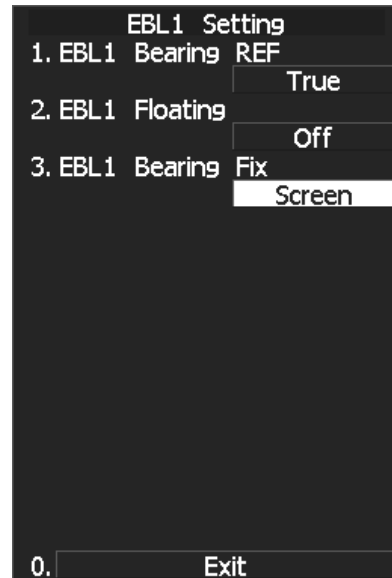 EBL1 Setting
1. EBL1 Bearing REF
True
2. EBL1 Floating
Off
3. EBL1 Bearing Fix
Screen
0. Exit